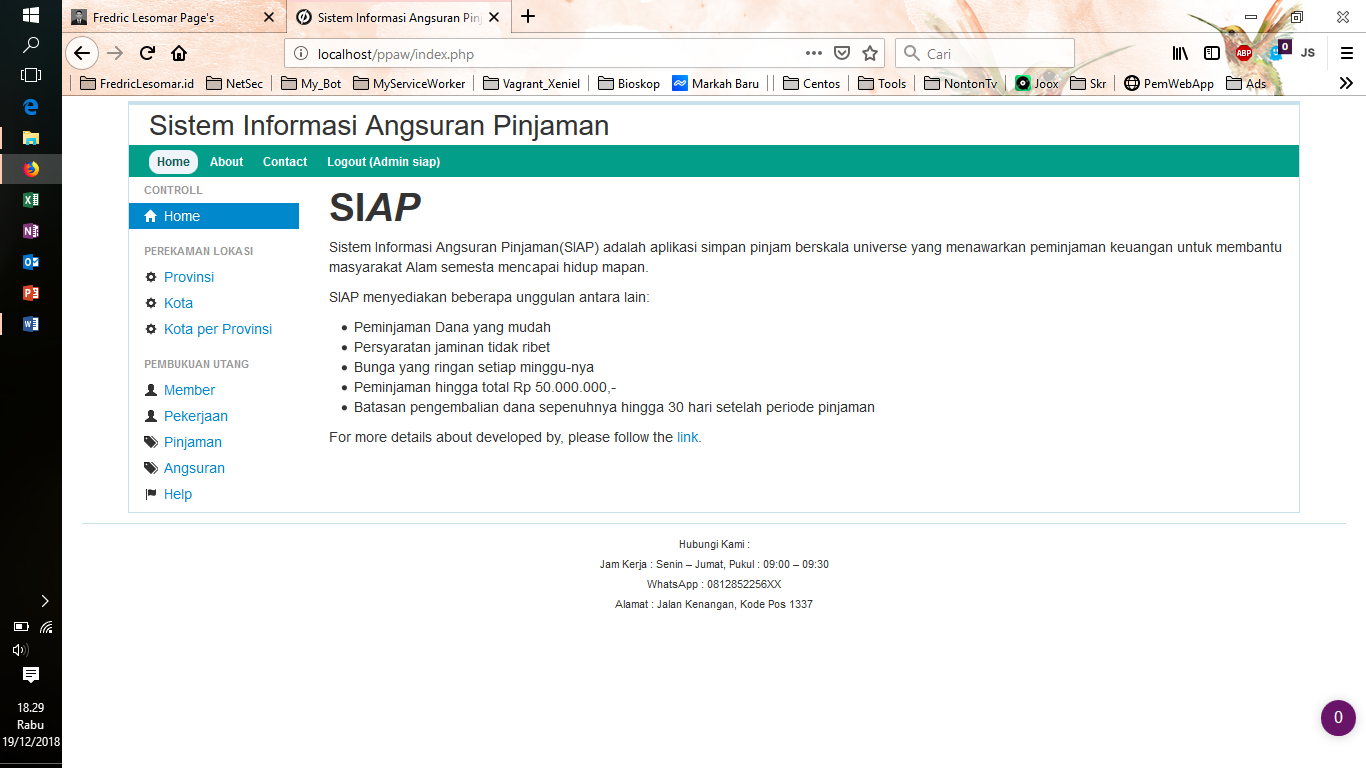 Fredric Lesomar Page's
Sistem Informasi Angsuran Pin
localhost/ppaw/index.php
Cari
ABP
0
JS
FredricLesomar.id
NetSec
My_Bot
MyServiceWorker
Vagrant_Xeniel
Bioskop
Markah Baru
Centos
Tools
NontonTv
Joox
Skr
PemWebApp
Ads
Sistem Informasi Angsuran Pinjaman
Home
About
Contact
Logout (Admin siap)
CONTROLL
Home
PEREKAMAN LOKASI
Provinsi
Kota
Kota per Provinsi
PEMBUKUAN UTANG
Member
Pekerjaan
Pinjaman
Angsuran
Help
SIAP
Sistem Informasi Angsuran Pinjaman(SIAP) adalah aplikasi simpan pinjam berskala universe yang menawarkan peminjaman keuangan untuk membantu
masyarakat Alam semesta mencapai hidup mapan.
SIAP menyediakan beberapa unggulan antara lain:
• Peminjaman Dana yang mudah
• Persyaratan jaminan tidak ribet
• Bunga yang ringan setiap minggu-nya
• Peminjaman hingga total Rp 50.000.000,-
• Batasan pengembalian dana sepenuhnya hingga 30 hari setelah periode pinjaman
For more details about developed by, please follow the link.
Hubungi Kami :
Jam Kerja : Senin – Jumat, Pukul : 09:00 – 09:30
WhatsApp : 0812852256XX
Alamat : Jalan Kenangan, Kode Pos 1337
18.29
Rabu
19/12/2018
0